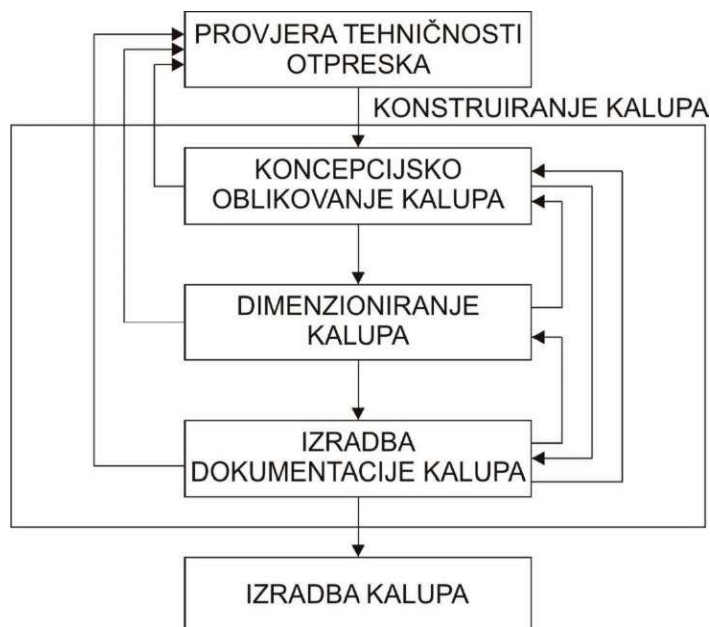 PROVJERA TEHNIČNOSTI
OTPRESKA
KONSTRUIRANJE KALUPA
KONCEPCIJSKO
OBLIKOVANJE KALUPA
DIMENZIONIRANJE
KALUPA
IZRADBA
DOKUMENTACIJE KALUPA
IZRADBA KALUPA